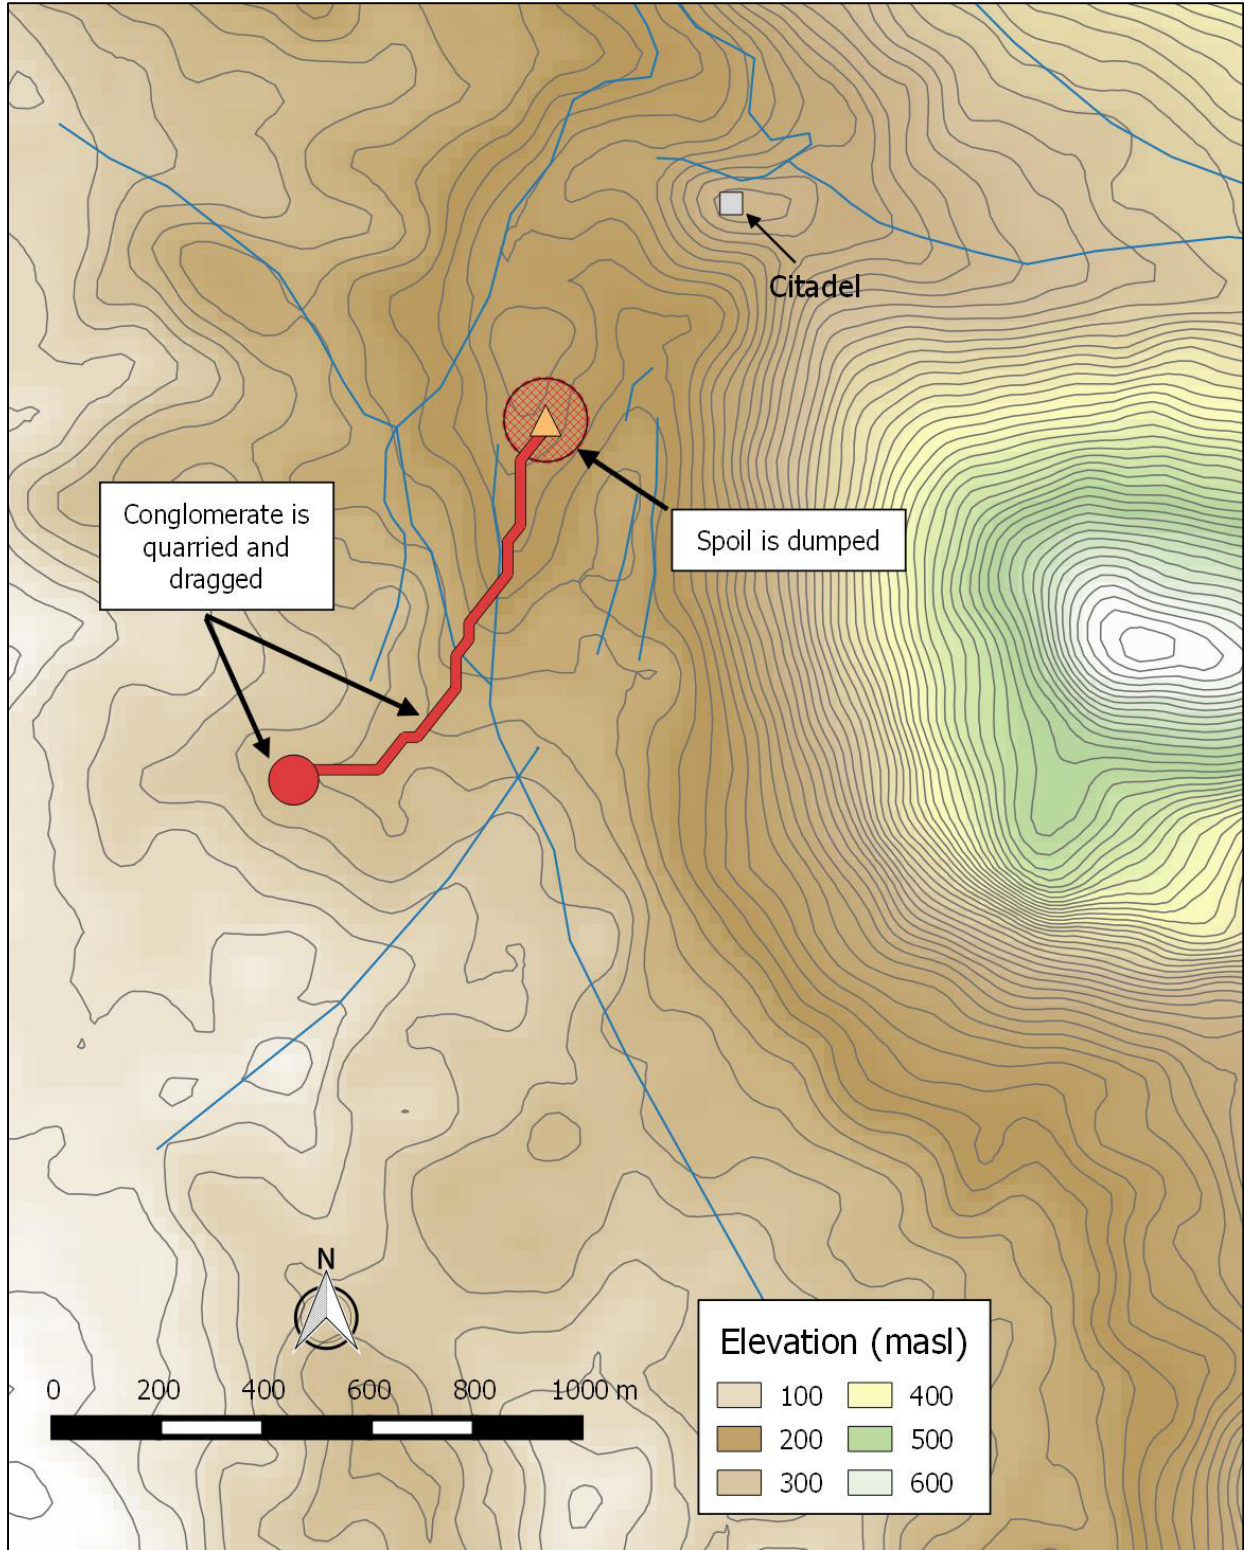 Citadel
Conglomerate is
quarried and
dragged
Spoil is dumped
N
0 200 400 600 800 1000 m
Elevation (masl)
100 400
200 500
300 600